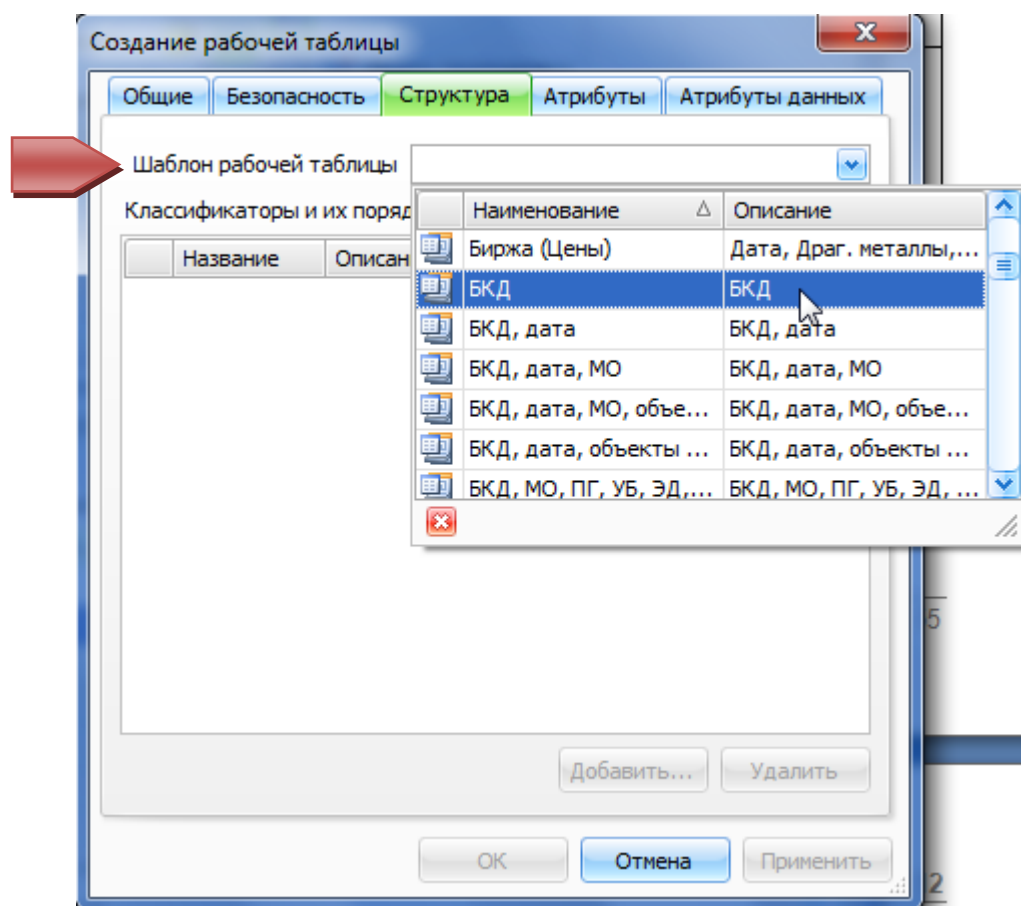 Создание рабочей таблицы
Общие Безопасность Структура Атрибуты Атрибуты данных
Шаблон рабочей таблицы
Классификаторы и их поряд
Название Описан
Наименование Описание
Биржа (Цены) Дата, Драг. металлы,...
БКД БКД
БКД, дата БКД, дата
БКД, дата, МО БКД, дата, МО
БКД, дата, МО, объе... БКД, дата, МО, объе...
БКД, дата, объекты ... БКД, дата, объекты ...
БКД, МО, ПГ, УБ, ЭД,... БКД, МО, ПГ, УБ, ЭД, ...
5
Добавить... Удалить
ОК Отмена Применить
2